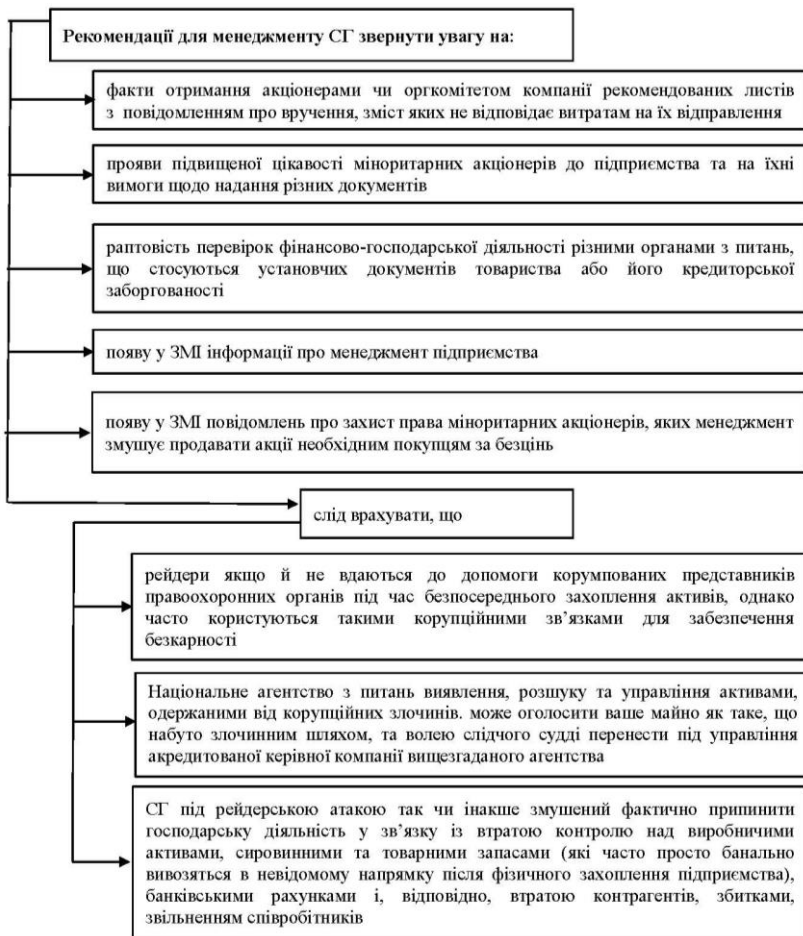 Рекомендації для менеджменту СГ звернути увагу на:
факти отримання акціонерами чи оргкомітетом компанії рекомендованих листів
з повідомленням про вручення, зміст яких не відповідає витратам на їх відправлення
прояви підвищеної цікавості міноритарних акціонерів до підприємства та на їхні
вимоги щодо надання різних документів
раптовість перевірок фінансово-господарської діяльності різними органами з питань,
що стосуються установчих документів товариства або його кредиторської
заборгованості
появу у ЗМІ інформації про менеджмент підприємства
появу у ЗМІ повідомлень про захист права міноритарних акціонерів, яких менеджмент
змушує продавати акції необхідним покупцям за безцінь
слід врахувати, що
рейдери якщо й не вдаються до допомоги корумпованих представників
правоохоронних органів під час безпосереднього захоплення активів, однако
часто користуються такими корупційними зв’язками для забезпечення
безкарності
Національне агентство з питань виявлення, розшуку та управління активами,
одержаними від корупційних злочинів. може оголосити ваше майно як таке, що
набуто злочинним шляхом, та волею слідчого судді перенести під управління
акредитованої керівної компанії вищезгаданого агентства
СГ під рейдерською атакою так чи інакше змушений фактично припинити
господарську діяльність у зв’язку із втратою контролю над виробничими
активами, сировинними та товарними запасами (які часто просто банально
вивозяться в невідомому напрямку після фізичного захоплення підприємства),
банківськими рахунками і, відповідно, втратою контрагентів, збитками,
звільненням співробітників